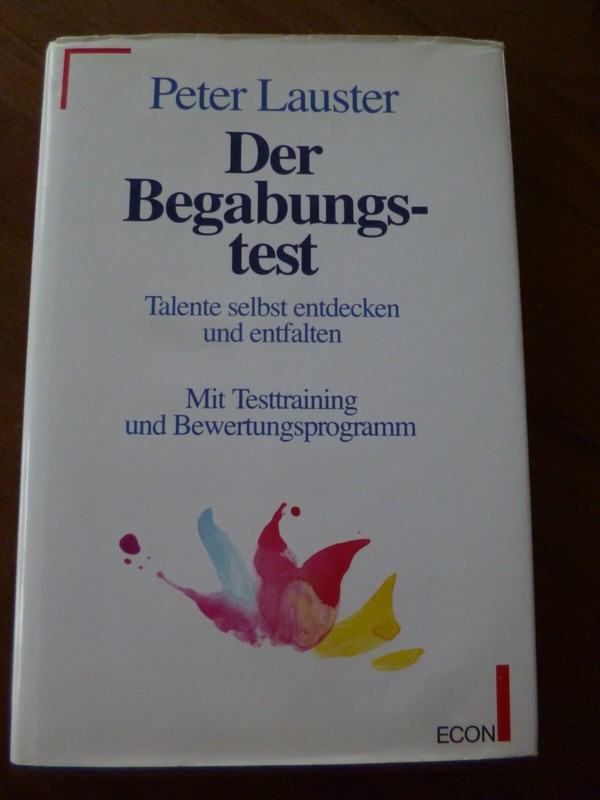 Peter Lauster
Der
Begabungs-
test
Talente selbst entdecken
und entfalten
Mit Testtraining
und Bewertungsprogramm
ECON